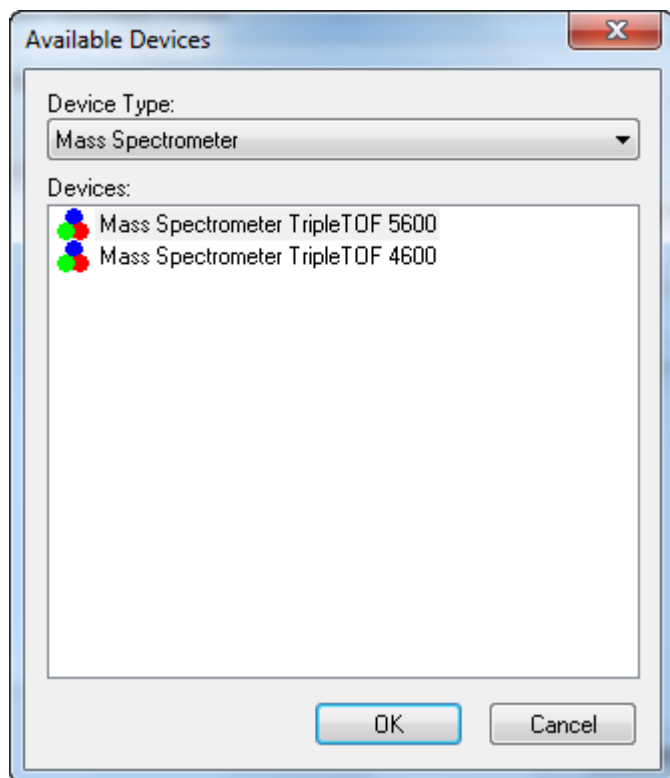 Available Devices
Device Type:
Mass Spectrometer
Devices:
Mass Spectrometer TripleTOF 5600
Mass Spectrometer TripleTOF 4600
OK Cancel